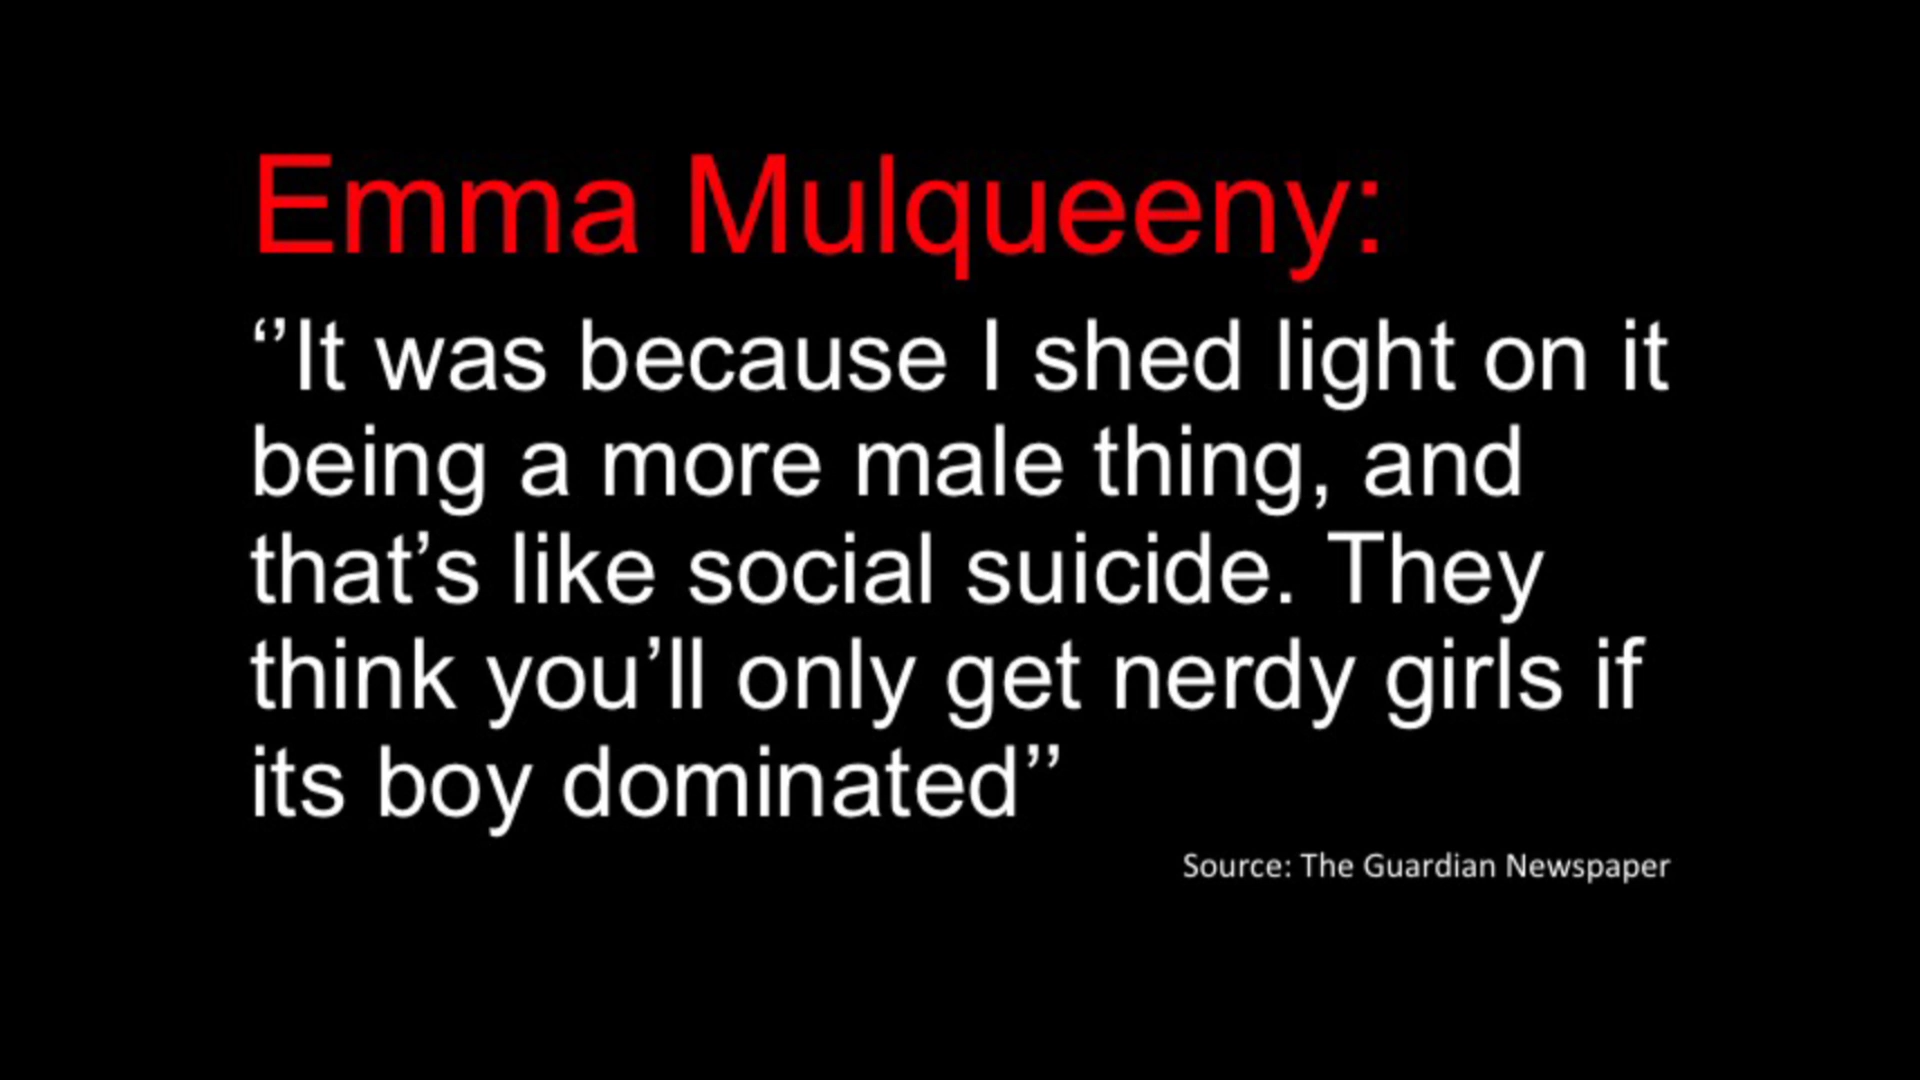 Emma Mulqueeny:
‘’It was because I shed light on it
being a more male thing, and
that’s like social suicide. They
think you’ll only get nerdy girls if
its boy dominated’’
Source: The Guardian Newspaper